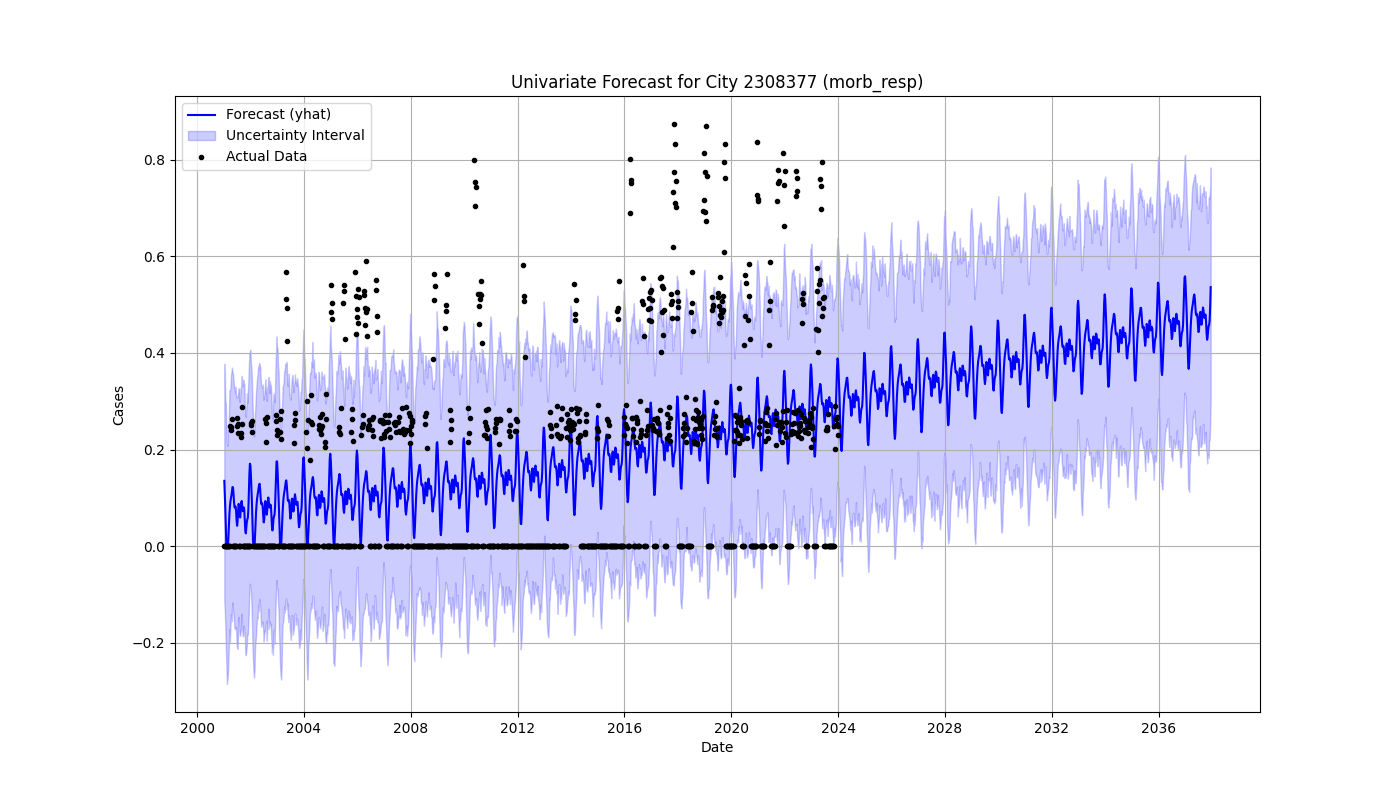 Univariate Forecast for City 2308377 (morb_resp)
Forecast (yhat)
Uncertainty Interval
Actual Data
Cases
0.8
0.6
0.4
0.2
0.0
−0.2
2000 2004 2008 2012 2016 2020 2024 2028 2032 2036
Date